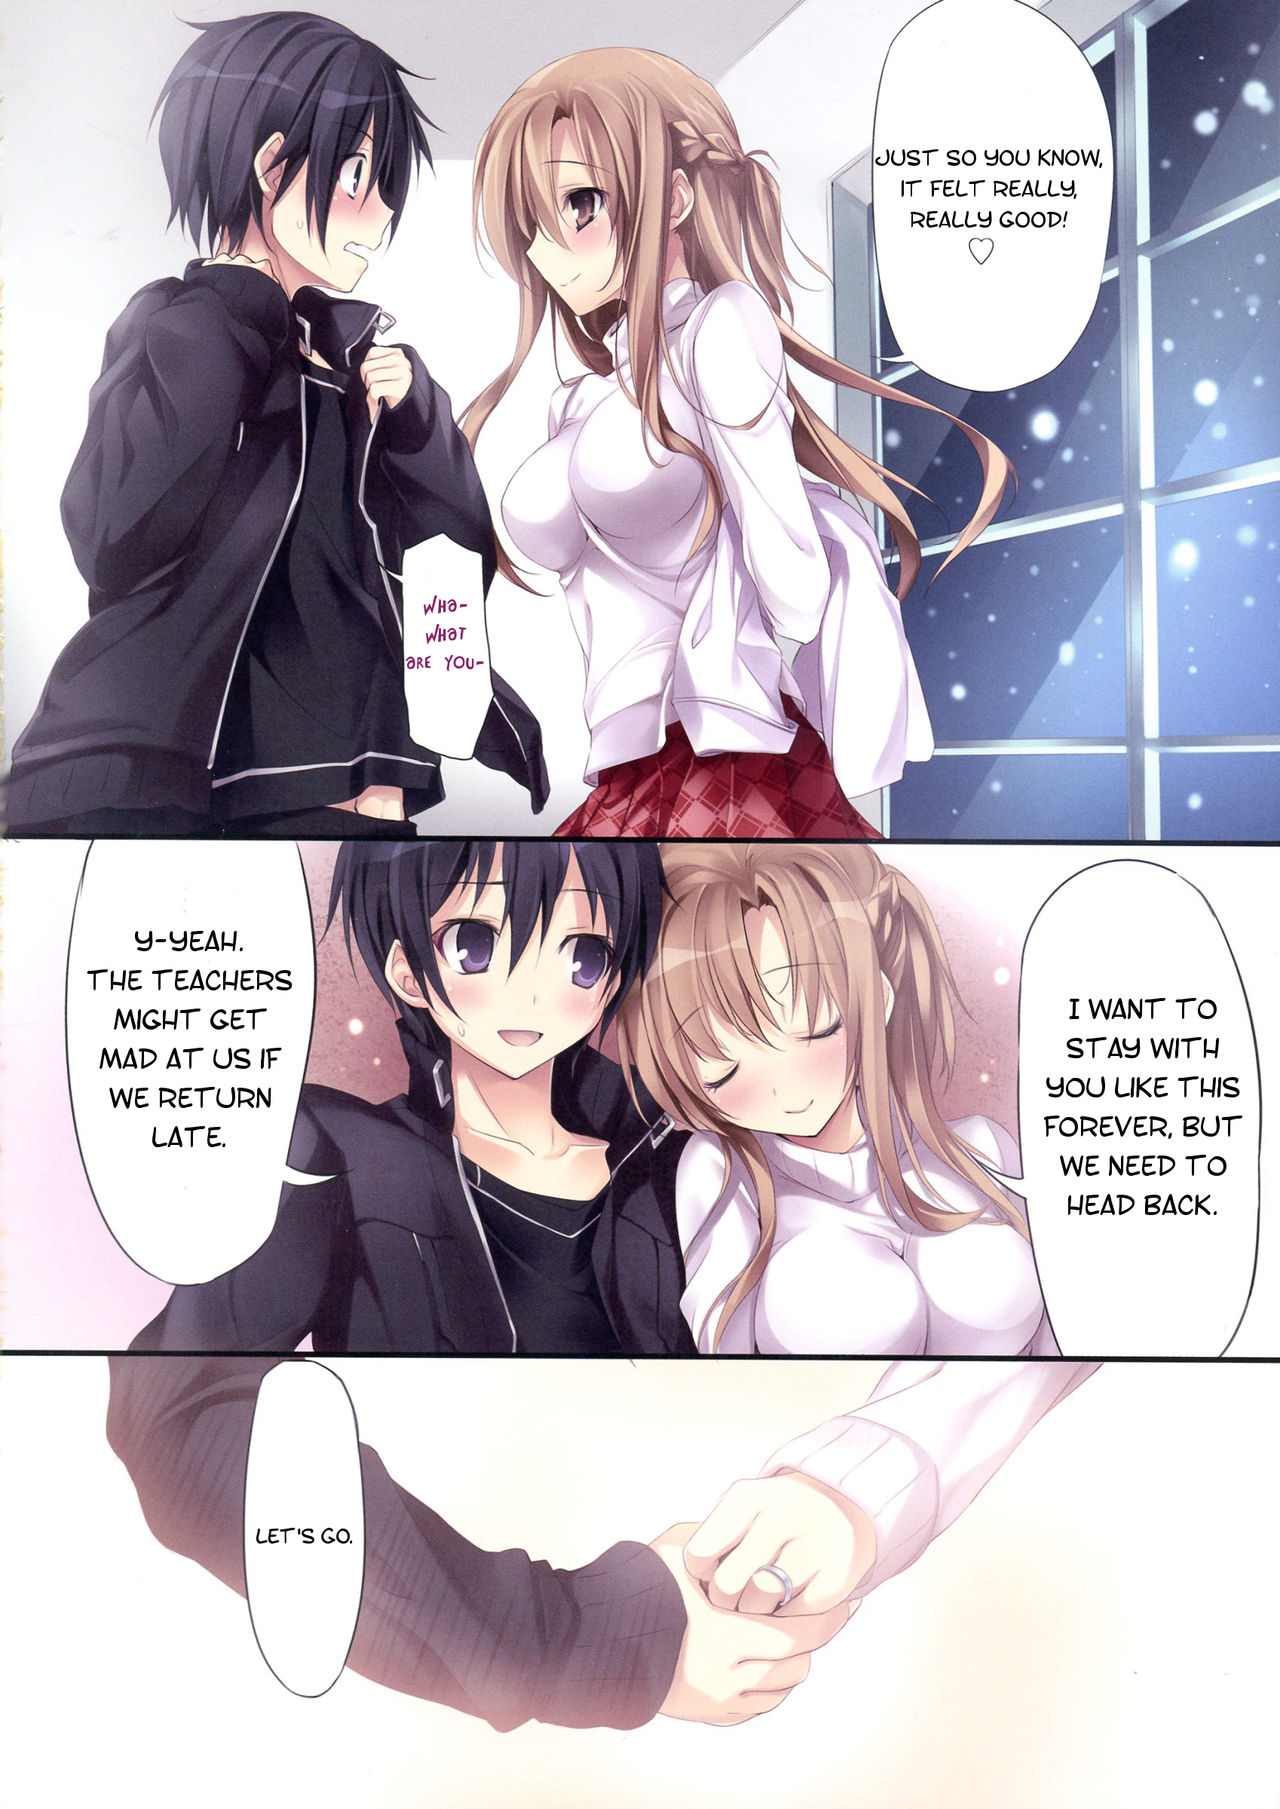 JUST SO YOU KNOW,
IT FELT REALLY,
REALLY GOOD!
♡
WHA-
WHAT
ARE YOU-
I WANT TO
STAY WITH
YOU LIKE THIS
FOREVER, BUT
WE NEED TO
HEAD BACK.
Y-YEAH.
THE TEACHERS
MIGHT GET
MAD AT US IF
WE RETURN
LATE.
LET'S GO.